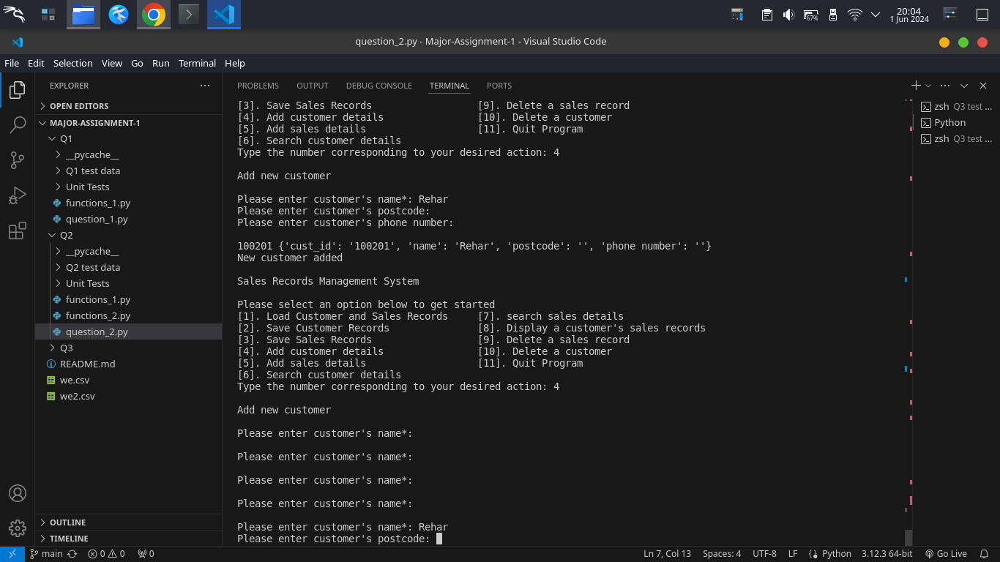 67%
20:04
1 Jun 2024
question_2.py - Major-Assignment-1 - Visual Studio Code
File Edit Selection View Go Run Terminal Help
EXPLORER ···
OPEN EDITORS
MAJOR-ASSIGNMENT-1
Q1
__pycache__
Q1 test data
Unit Tests
functions_1.py
question_1.py
Q2
__pycache__
Q2 test data
Unit Tests
functions_1.py
functions_2.py
question_2.py
Q3
README.md
we.csv
we2.csv
OUTLINE
TIMELINE
PROBLEMS OUTPUT DEBUG CONSOLE TERMINAL PORTS
[3]. Save Sales Records [9]. Delete a sales record
[4]. Add customer details [10]. Delete a customer
[5]. Add sales details [11]. Quit Program
[6]. Search customer details
Type the number corresponding to your desired action: 4
Add new customer
Please enter customer's name*: Rehar
Please enter customer's postcode:
Please enter customer's phone number:
100201 {'cust_id': '100201', 'name': 'Rehar', 'postcode': '', 'phone number': ''}
New customer added
Sales Records Management System
Please select an option below to get started
[1]. Load Customer and Sales Records [7]. search sales details
[2]. Save Customer Records [8]. Display a customer's sales records
[3]. Save Sales Records [9]. Delete a sales record
[4]. Add customer details [10]. Delete a customer
[5]. Add sales details [11]. Quit Program
[6]. Search customer details
Type the number corresponding to your desired action: 4
Add new customer
Please enter customer's name*:
Please enter customer's name*:
Please enter customer's name*:
Please enter customer's name*:
Please enter customer's name*: Rehar
Please enter customer's postcode:
zsh Q3 test ...
Python
zsh Q3 test ...
main 0 0 0 Ln 7, Col 13 Spaces: 4 UTF-8 LF Python 3.12.3 64-bit Go Live